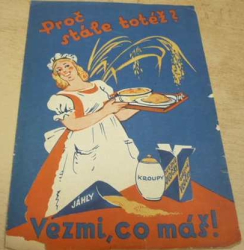 Proč
stále totéž?
KROUPY
JÁHLY
Vezmi, co máš!